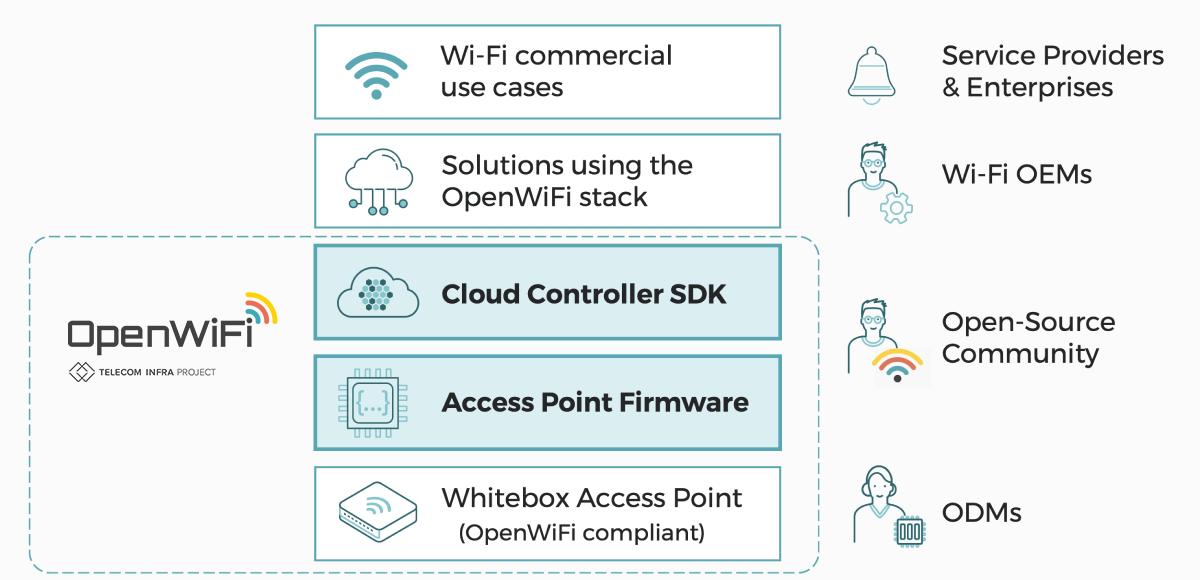 Wi-Fi commercial
use cases
Service Providers
& Enterprises
Solutions using the
OpenWiFi stack
Wi-Fi OEMs
OpenWiFi
TELECOM INFRA PROJECT
Cloud Controller SDK
{...}
Access Point Firmware
Open-Source
Community
Whitebox Access Point
(OpenWiFi compliant)
ODMs